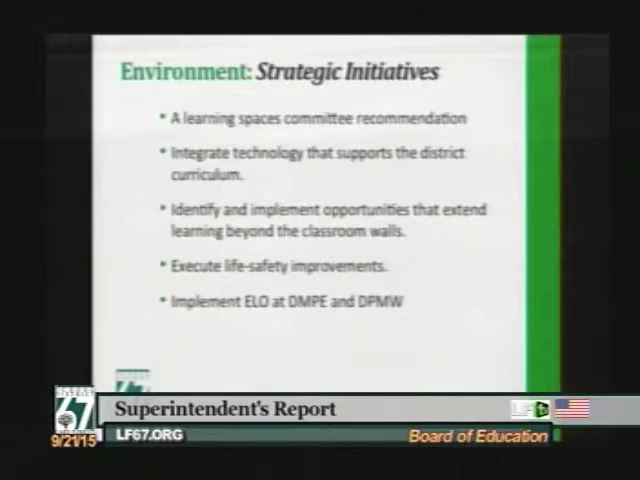 Environment: Strategic Initiatives
• A learning spaces committee recommendation
• Integrate technology that supports the district
curriculum.
• Identify and implement opportunities that extend
learning beyond the classroom walls.
• Execute life-safety improvements.
• Implement ELO at DMPE and DPMW
67
Superintendent's Report
LF tv
9/21/15
LF67.ORG
Board of Education